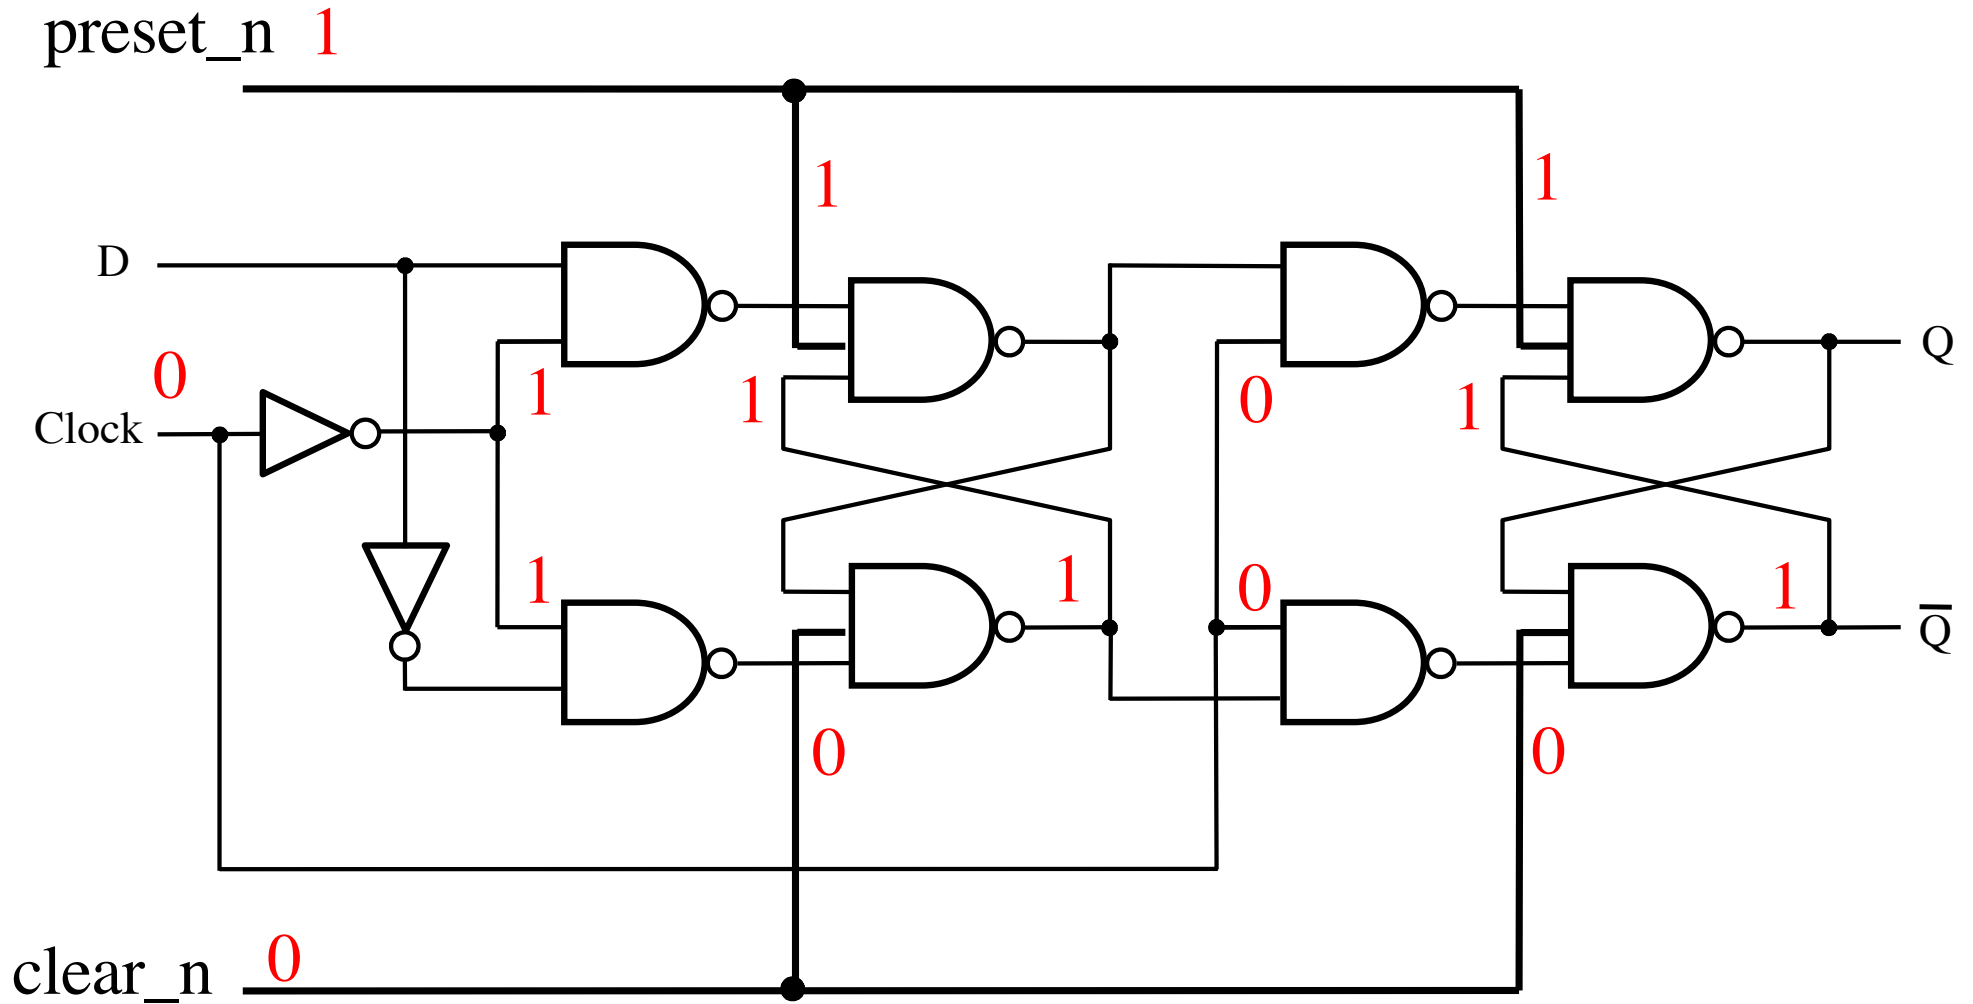 preset_n 1
1 1
D
0
1 1 0 1
Clock
Q
1 1 0 1
Q̅
0 0
clear_n 0